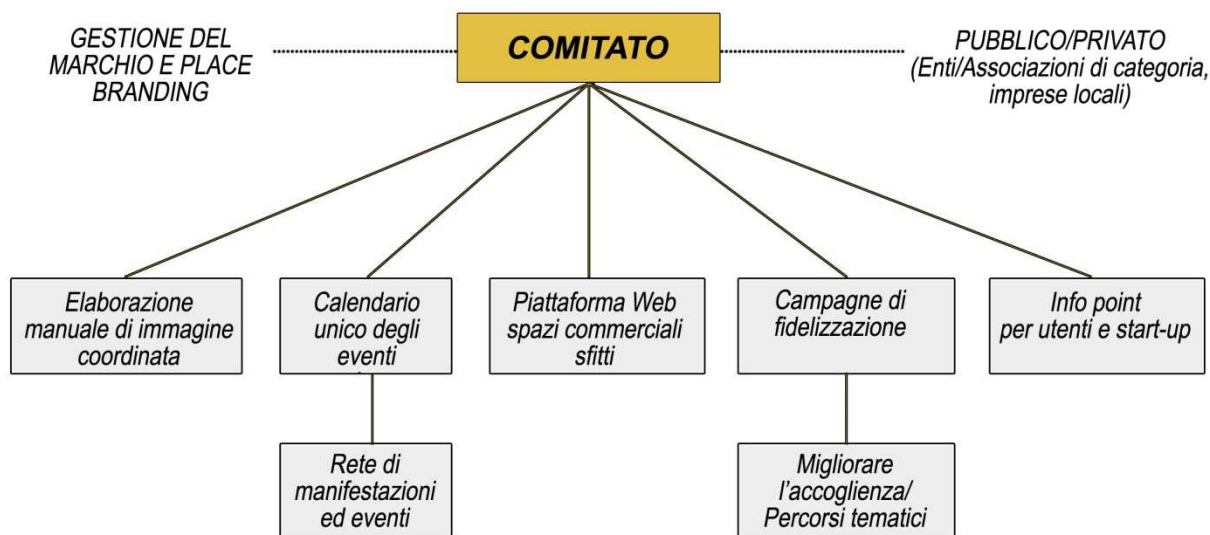 GESTIONE DEL
MARCHIO E PLACE
BRANDING
COMITATO
PUBBLICO/PRIVATO
(Enti/Associazioni di categoria,
imprese locali)
Elaborazione
manuale di immagine
coordinata
Calendario
unico degli
eventi
Piattaforma Web
spazi commerciali
sfitti
Campagne di
fidelizzazione
Info point
per utenti e start-up
Rete di
manifestazioni
ed eventi
Migliorare
l'accoglienza/
Percorsi tematici